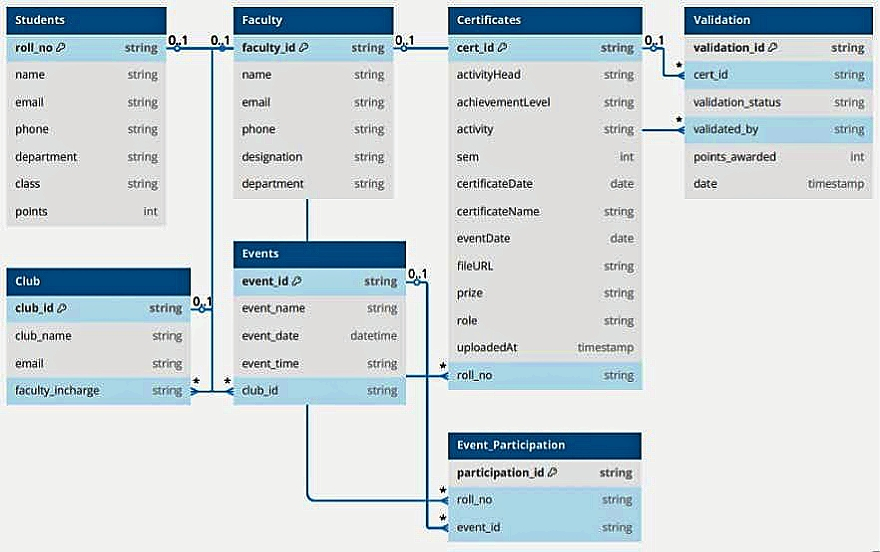 Students
roll_no string
name string
email string
phone string
department string
class string
points int
Faculty
faculty_id string
name string
email string
phone string
designation string
department string
Certificates
cert_id string
activityHead string
achievementLevel string
activity string
sem int
certificateDate date
certificateName string
eventDate date
fileURL string
prize string
role string
uploadedAt timestamp
roll_no string
Validation
validation_id string
cert_id string
validation_status string
validated_by string
points_awarded int
date timestamp
Club
club_id string
club_name string
email string
faculty_incharge string
Events
event_id string
event_name string
event_date datetime
event_time string
club_id string
Event_Participation
participation_id string
roll_no string
event_id string
0..1
0..1
0..1
0..1
0..1
0..1
*
*
*
*
*
*
*